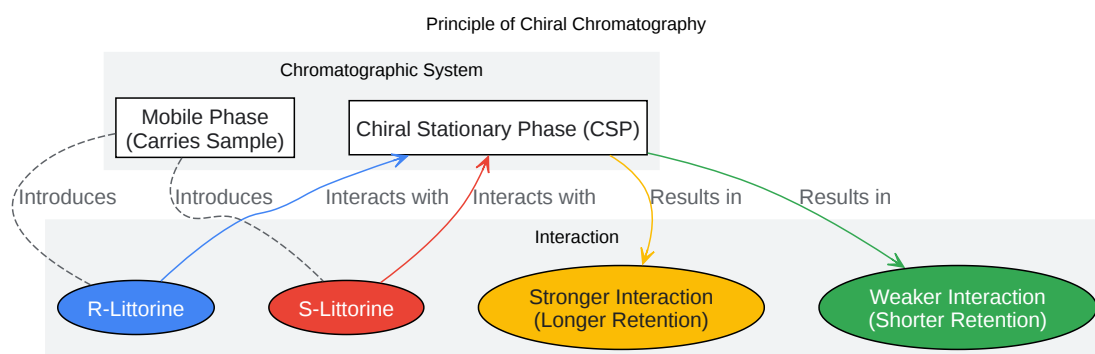 Principle of Chiral Chromatography
Chromatographic System
Mobile Phase
(Carries Sample)
Chiral Stationary Phase (CSP)
Introduces
Introduces
Interacts with
Interacts with
Results in
Results in
Interaction
R-Littorine
S-Littorine
Stronger Interaction
(Longer Retention)
Weaker Interaction
(Shorter Retention)